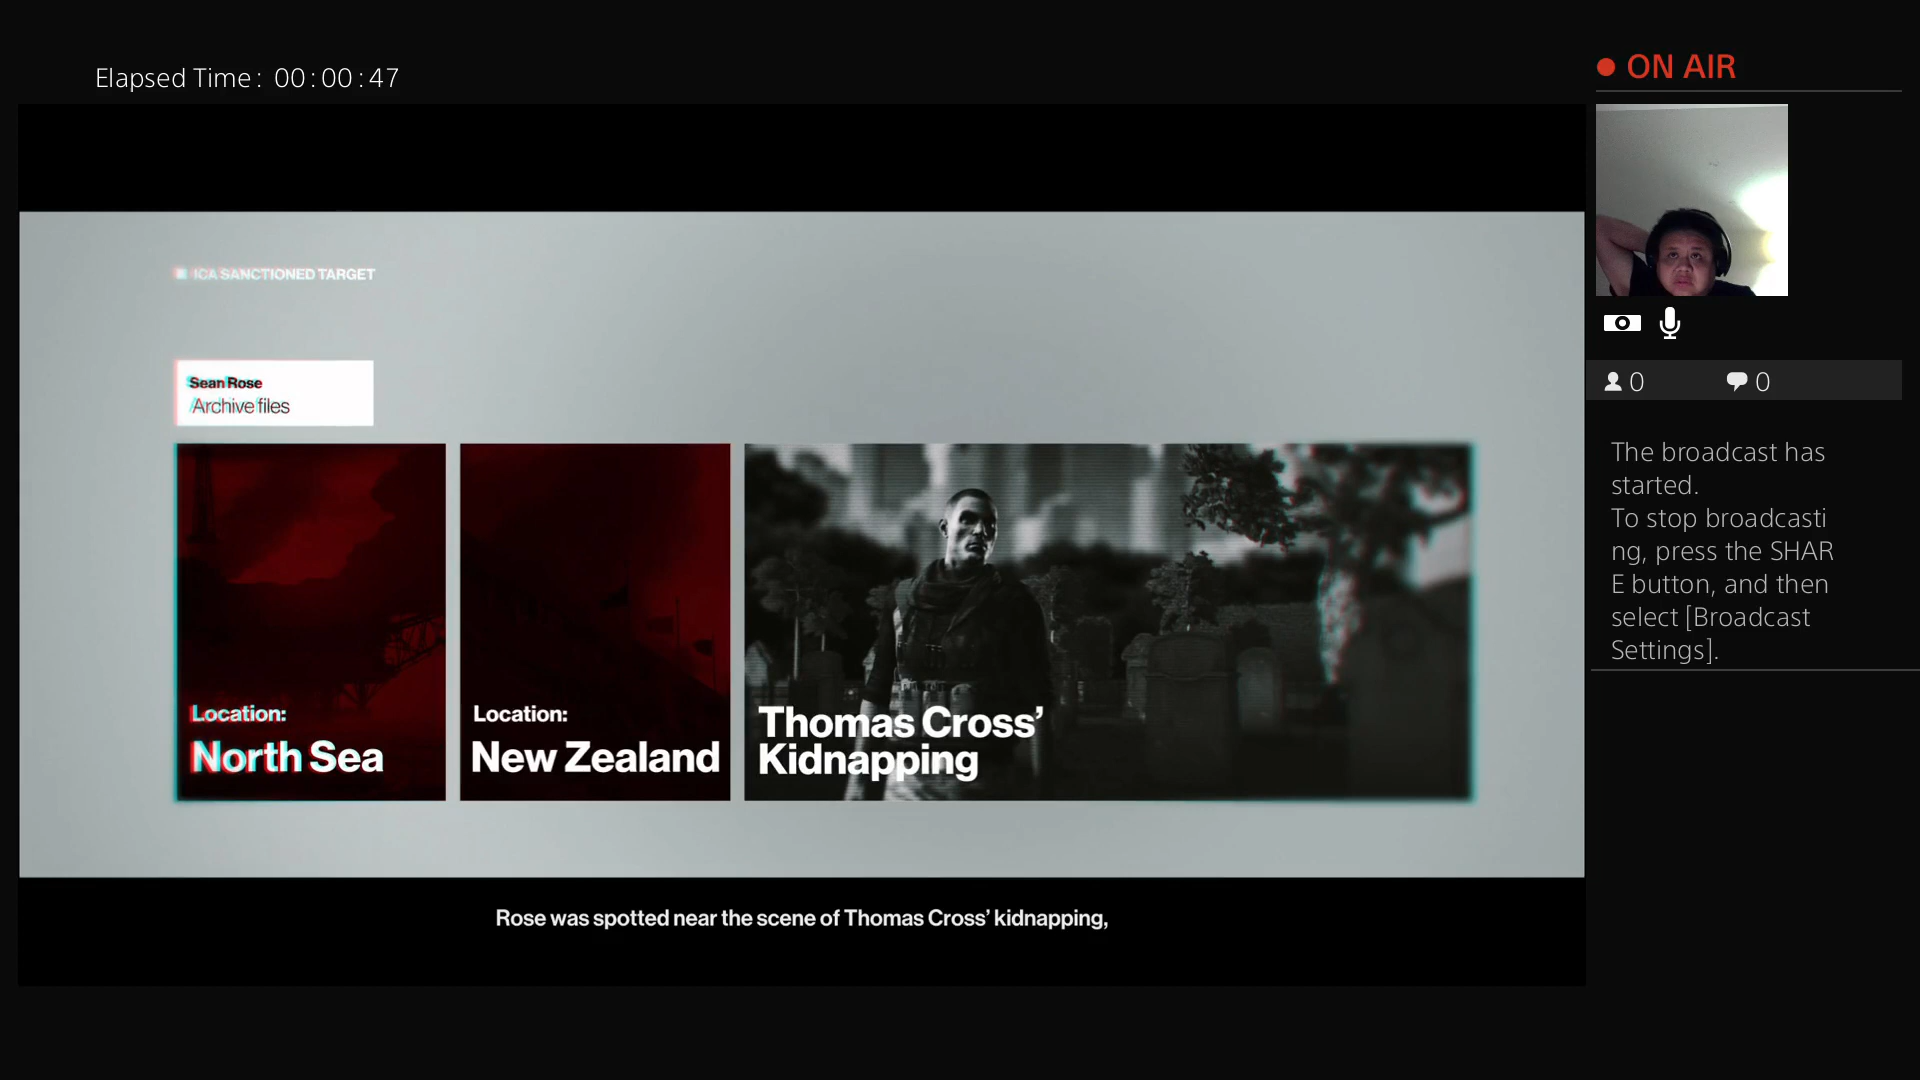 Elapsed Time: 00:00:47
ON AIR
ICA SANCTIONED TARGET
Sean Rose
Archive files
Location:
North Sea
Location:
New Zealand
Thomas Cross’
Kidnapping
Rose was spotted near the scene of Thomas Cross’ kidnapping,
0 0
The broadcast has
started.
To stop broadcasti
ng, press the SHAR
E button, and then
select [Broadcast
Settings].